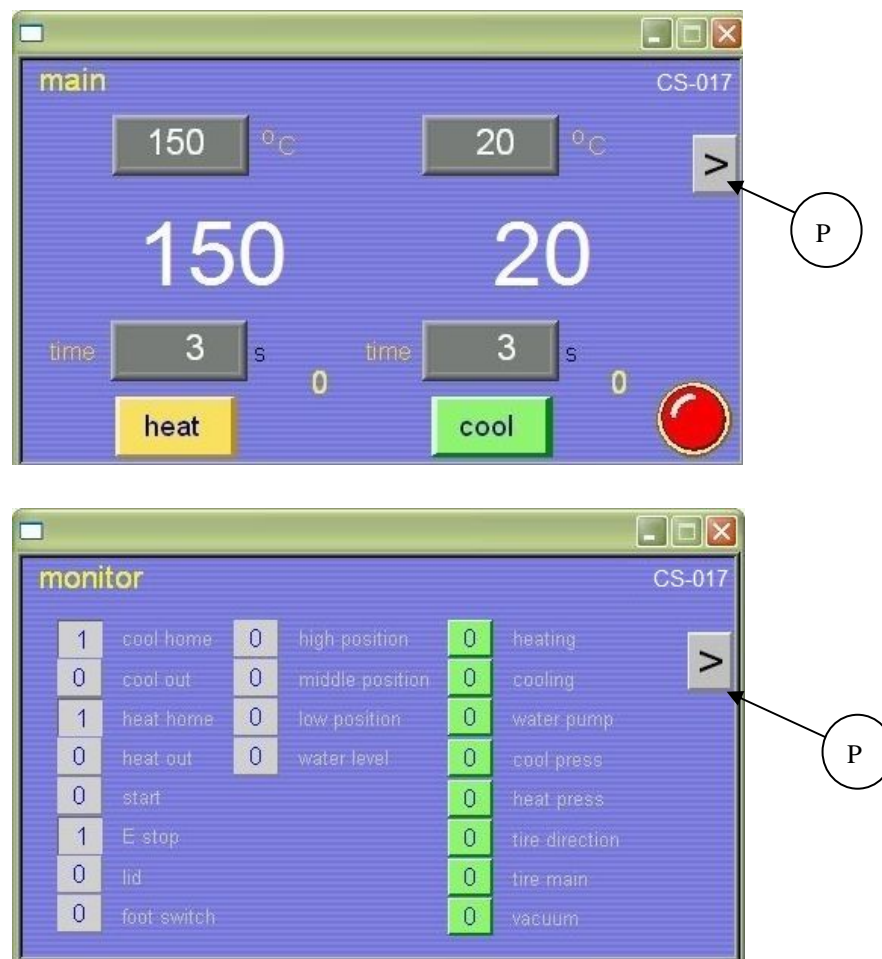 main CS-017
150 °C 20 °C >
P
150 20
time 3 s 0 time 3 s 0
heat cool
monitor CS-017
1 cool home 0 high position 0 heating >
0 cool out 0 middle position 0 cooling
1 heat home 0 low position 0 water pump
P
0 heat out 0 water level 0 cool press
0 start 0 heat press
1 E stop 0 tire direction
0 lid 0 tire main
0 foot switch 0 vacuum